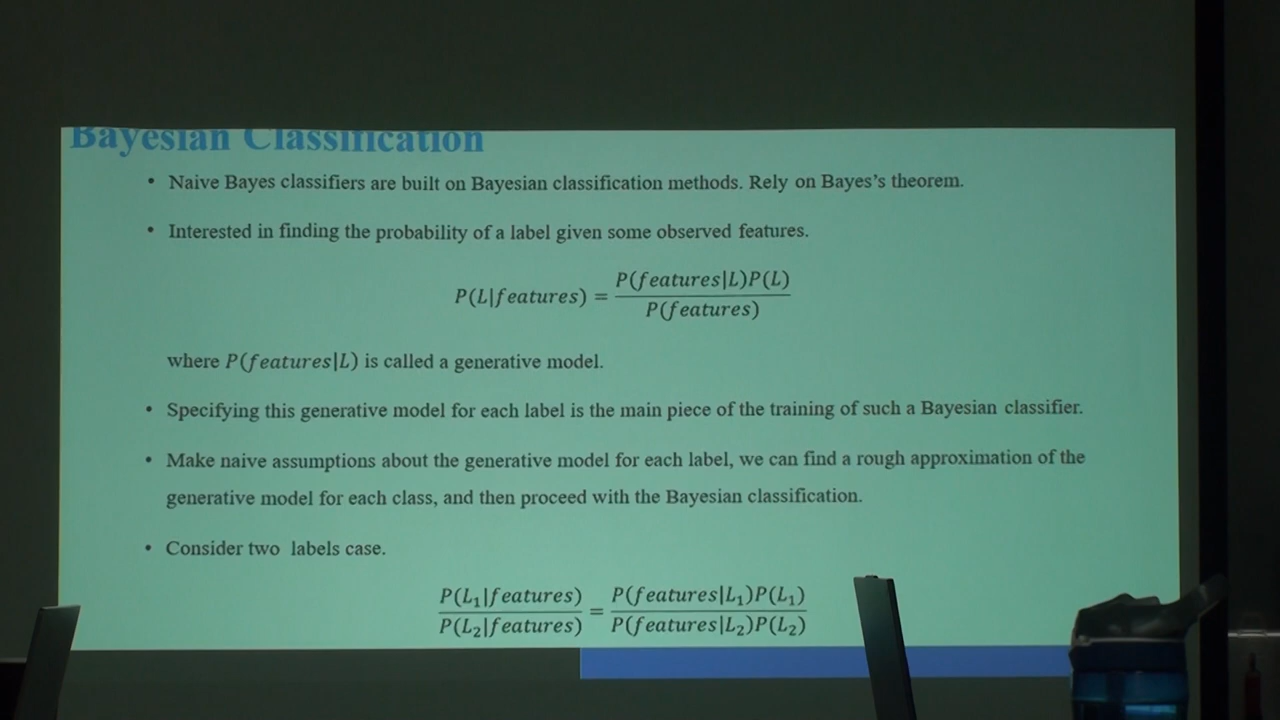 Bayesian Classification
• Naive Bayes classifiers are built on Bayesian classification methods. Rely on Bayes’s theorem.
• Interested in finding the probability of a label given some observed features.
P(L|features) = P(features|L)P(L) / P(features)
where P(features|L) is called a generative model.
• Specifying this generative model for each label is the main piece of the training of such a Bayesian classifier.
• Make naive assumptions about the generative model for each label, we can find a rough approximation of the
generative model for each class, and then proceed with the Bayesian classification.
• Consider two labels case.
P(L₁|features) / P(L₂|features) = P(features|L₁)P(L₁) / P(features|L₂)P(L₂)